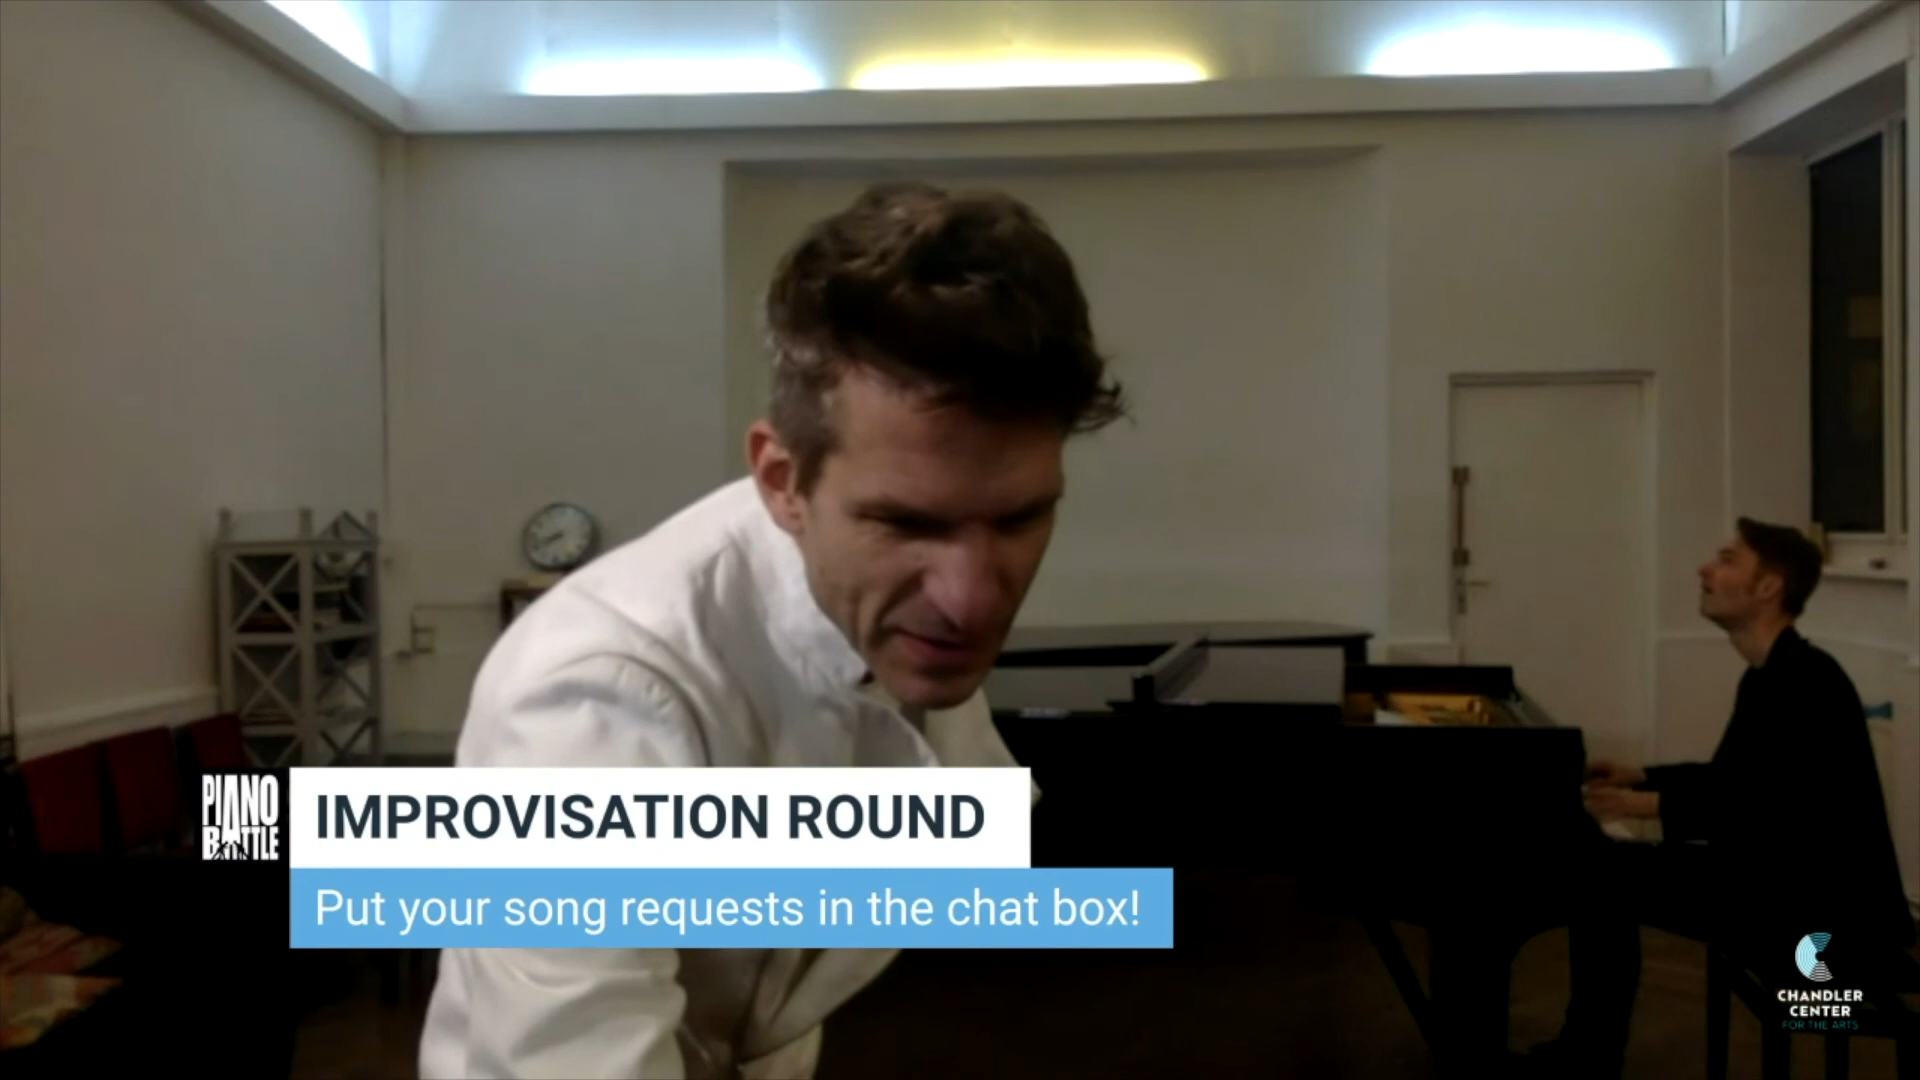 PIANO
BATTLE
IMPROVISATION ROUND
Put your song requests in the chat box!
CHANDLER
CENTER
FOR THE ARTS